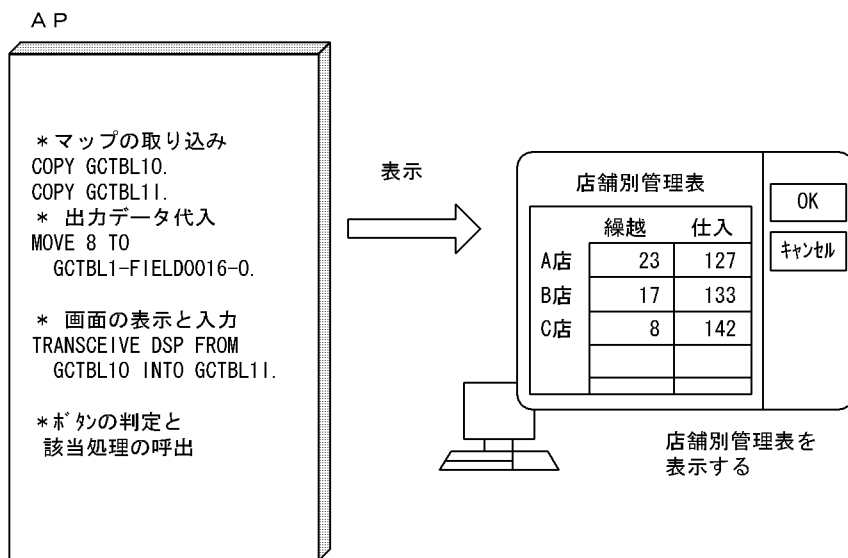 ＡＰ
＊マップの取り込み
COPY GCTBL1O.
COPY GCTBL1I.
＊ 出力データ代入
MOVE 8 TO
GCTBL1-FIELD0016-O.
＊ 画面の表示と入力
TRANSCEIVE DSP FROM
GCTBL1O INTO GCTBL1I.
＊ﾎﾞﾀﾝの判定と
該当処理の呼出
表示
店舗別管理表
繰越 仕入
A店 23 127
B店 17 133
C店 8 142
OK
ｷｬﾝｾﾙ
店舗別管理表を
表示する